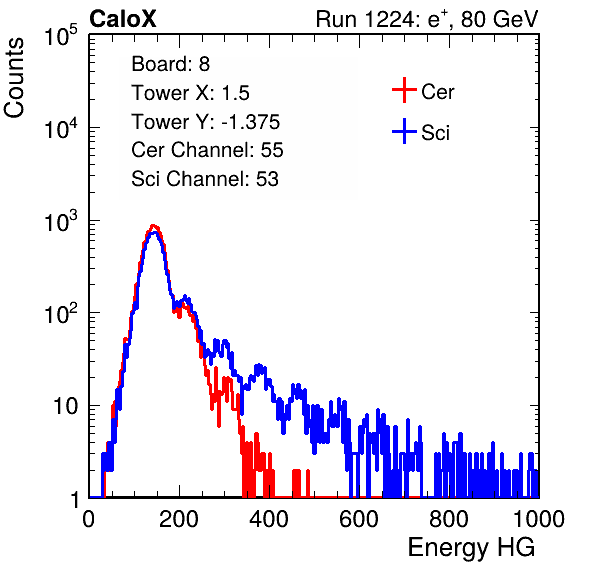 CaloX Run 1224: e⁺, 80 GeV
Board: 8
Tower X: 1.5
Tower Y: -1.375
Cer Channel: 55
Sci Channel: 53
Cer
Sci
Counts
10⁵
10⁴
10³
10²
10
1
0 200 400 600 800 1000
Energy HG